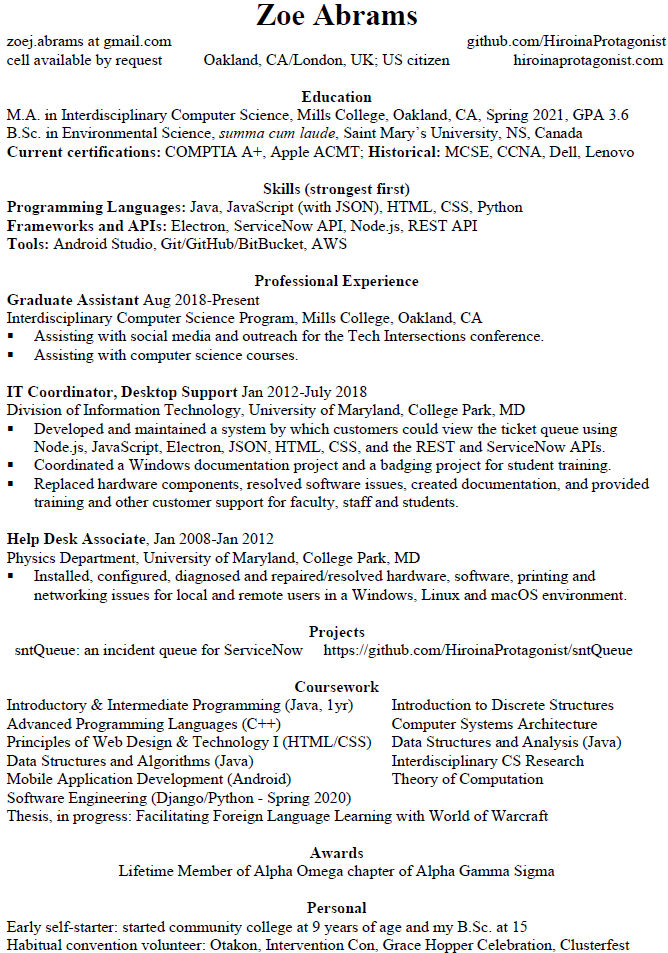 Zoe Abrams
zoej.abrams at gmail.com github.com/HiroinaProtagonist
cell available by request Oakland, CA/London, UK; US citizen hiroinaprotagonist.com
Education
M.A. in Interdisciplinary Computer Science, Mills College, Oakland, CA, Spring 2021, GPA 3.6
B.Sc. in Environmental Science, summa cum laude, Saint Mary's University, NS, Canada
Current certifications: COMPTIA A+, Apple ACMT; Historical: MCSE, CCNA, Dell, Lenovo
Skills (strongest first)
Programming Languages: Java, JavaScript (with JSON), HTML, CSS, Python
Frameworks and APIs: Electron, ServiceNow API, Node.js, REST API
Tools: Android Studio, Git/GitHub/BitBucket, AWS
Professional Experience
Graduate Assistant Aug 2018-Present
Interdisciplinary Computer Science Program, Mills College, Oakland, CA
▪ Assisting with social media and outreach for the Tech Intersections conference.
▪ Assisting with computer science courses.
IT Coordinator, Desktop Support Jan 2012-July 2018
Division of Information Technology, University of Maryland, College Park, MD
▪ Developed and maintained a system by which customers could view the ticket queue using
Node.js, JavaScript, Electron, JSON, HTML, CSS, and the REST and ServiceNow APIs.
▪ Coordinated a Windows documentation project and a badging project for student training.
▪ Replaced hardware components, resolved software issues, created documentation, and provided
training and other customer support for faculty, staff and students.
Help Desk Associate, Jan 2008-Jan 2012
Physics Department, University of Maryland, College Park, MD
▪ Installed, configured, diagnosed and repaired/resolved hardware, software, printing and
networking issues for local and remote users in a Windows, Linux and macOS environment.
Projects
sntQueue: an incident queue for ServiceNow https://github.com/HiroinaProtagonist/sntQueue
Coursework
Introductory & Intermediate Programming (Java, 1yr) Introduction to Discrete Structures
Advanced Programming Languages (C++) Computer Systems Architecture
Principles of Web Design & Technology I (HTML/CSS) Data Structures and Analysis (Java)
Data Structures and Algorithms (Java) Interdisciplinary CS Research
Mobile Application Development (Android) Theory of Computation
Software Engineering (Django/Python - Spring 2020)
Thesis, in progress: Facilitating Foreign Language Learning with World of Warcraft
Awards
Lifetime Member of Alpha Omega chapter of Alpha Gamma Sigma
Personal
Early self-starter: started community college at 9 years of age and my B.Sc. at 15
Habitual convention volunteer: Otakon, Intervention Con, Grace Hopper Celebration, Clusterfest